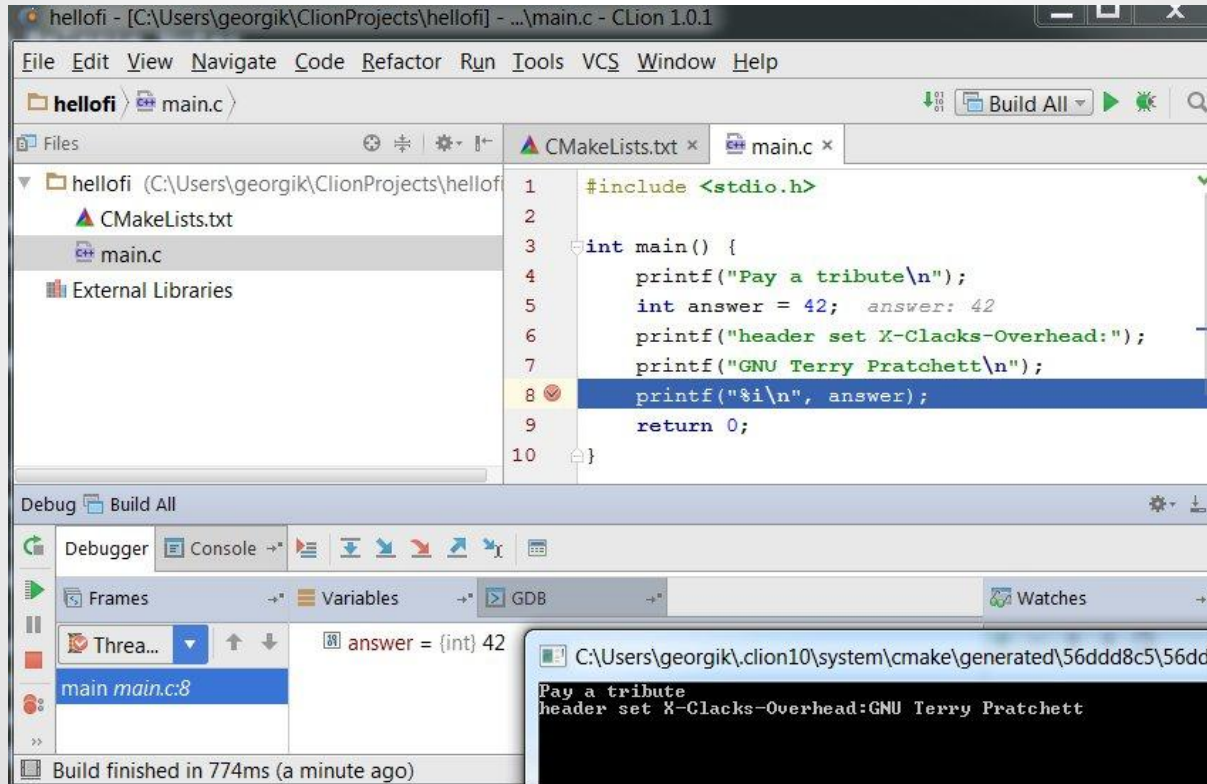 hellofi - [C:\Users\georgik\ClionProjects\hellofi] - ...\main.c - CLion 1.0.1
File Edit View Navigate Code Refactor Run Tools VCS Window Help
hellofi main.c
Build All
Files
CMakeLists.txt main.c
hellofi (C:\Users\georgik\ClionProjects\hellofi
CMakeLists.txt
main.c
External Libraries
1 #include <stdio.h>
2
3 int main() {
4 printf("Pay a tribute\n");
5 int answer = 42; answer: 42
6 printf("header set X-Clacks-Overhead:");
7 printf("GNU Terry Pratchett\n");
8 printf("%i\n", answer);
9 return 0;
10 }
Debug Build All
Debugger Console
Frames Variables GDB Watches
Threa...
answer = {int} 42
main main.c:8
C:\Users\georgik\.clion10\system\cmake\generated\56ddd8c5\56dd
Pay a tribute
header set X-Clacks-Overhead:GNU Terry Pratchett
Build finished in 774ms (a minute ago)